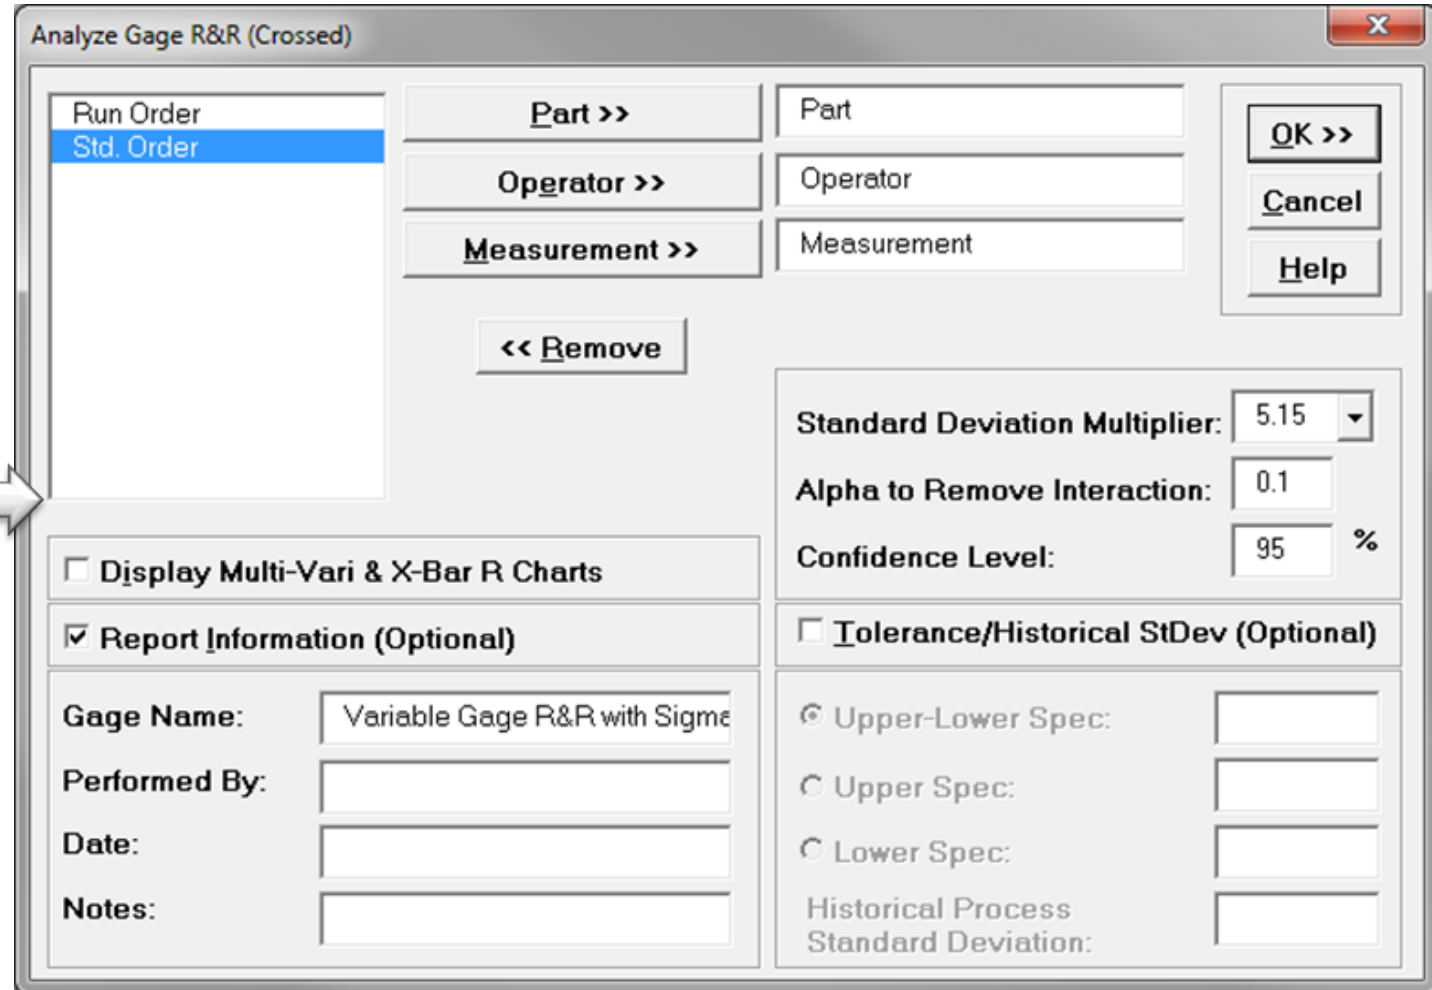 Analyze Gage R&R (Crossed)
Run Order
Std. Order
Part >>
Operator >>
Measurement >>
<< Remove
Part
Operator
Measurement
OK >>
Cancel
Help
Standard Deviation Multiplier: 5.15
Alpha to Remove Interaction: 0.1
Confidence Level: 95 %
Display Multi-Vari & X-Bar R Charts
Report Information (Optional)
Gage Name: Variable Gage R&R with Sigma
Performed By:
Date:
Notes:
Tolerance/Historical StDev (Optional)
Upper-Lower Spec:
Upper Spec:
Lower Spec:
Historical Process
Standard Deviation: